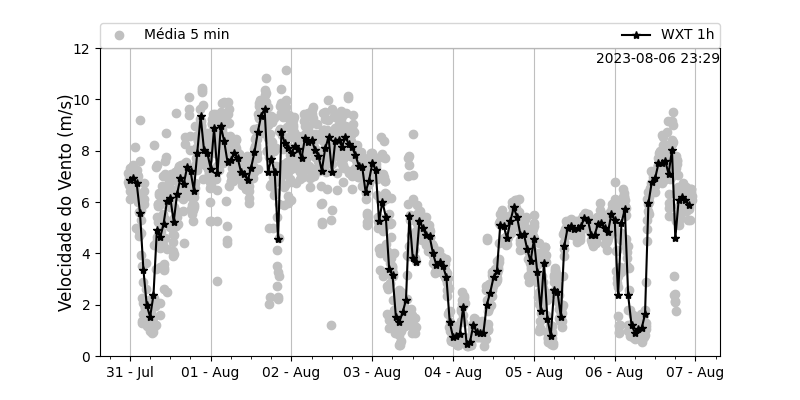 Média 5 min
WXT 1h
2023-08-06 23:29
Velocidade do Vento (m/s)
12
10
8
6
4
2
0
31 - Jul
01 - Aug
02 - Aug
03 - Aug
04 - Aug
05 - Aug
06 - Aug
07 - Aug